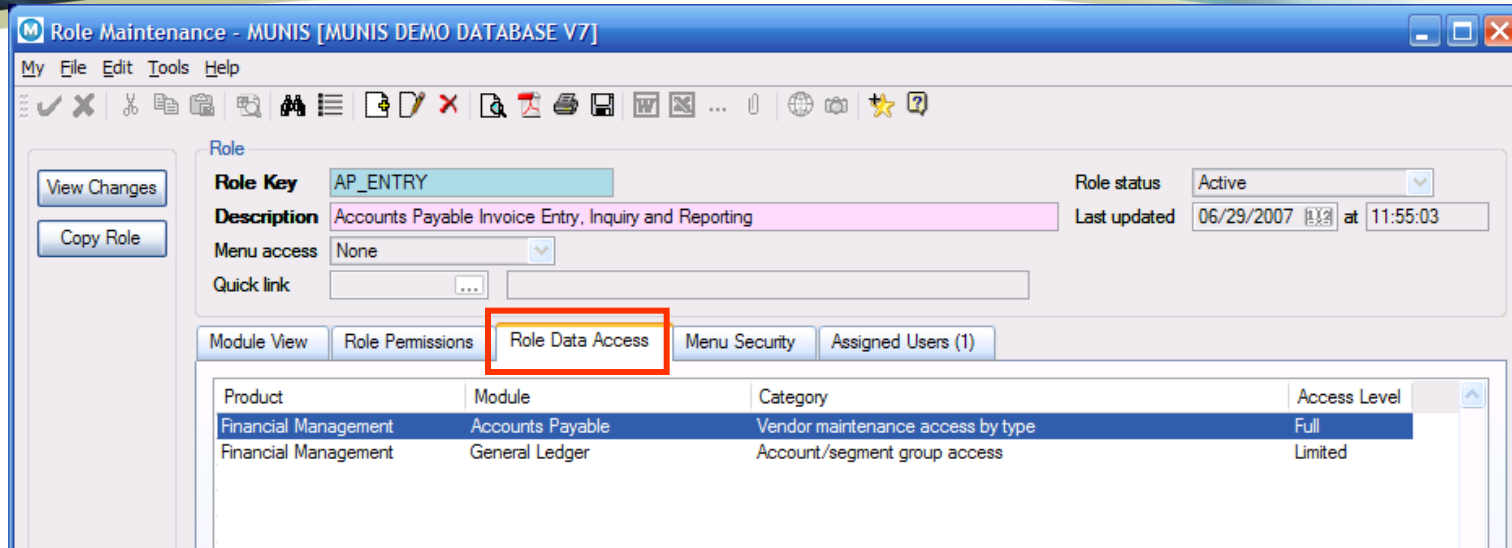 Role Maintenance - MUNIS [MUNIS DEMO DATABASE V7]
My File Edit Tools Help
Role
View Changes
Copy Role
Role Key AP_ENTRY Role status Active
Description Accounts Payable Invoice Entry, Inquiry and Reporting Last updated 06/29/2007 at 11:55:03
Menu access None
Quick link ...
Module View Role Permissions Role Data Access Menu Security Assigned Users (1)
Product Module Category Access Level
Financial Management Accounts Payable Vendor maintenance access by type Full
Financial Management General Ledger Account/segment group access Limited